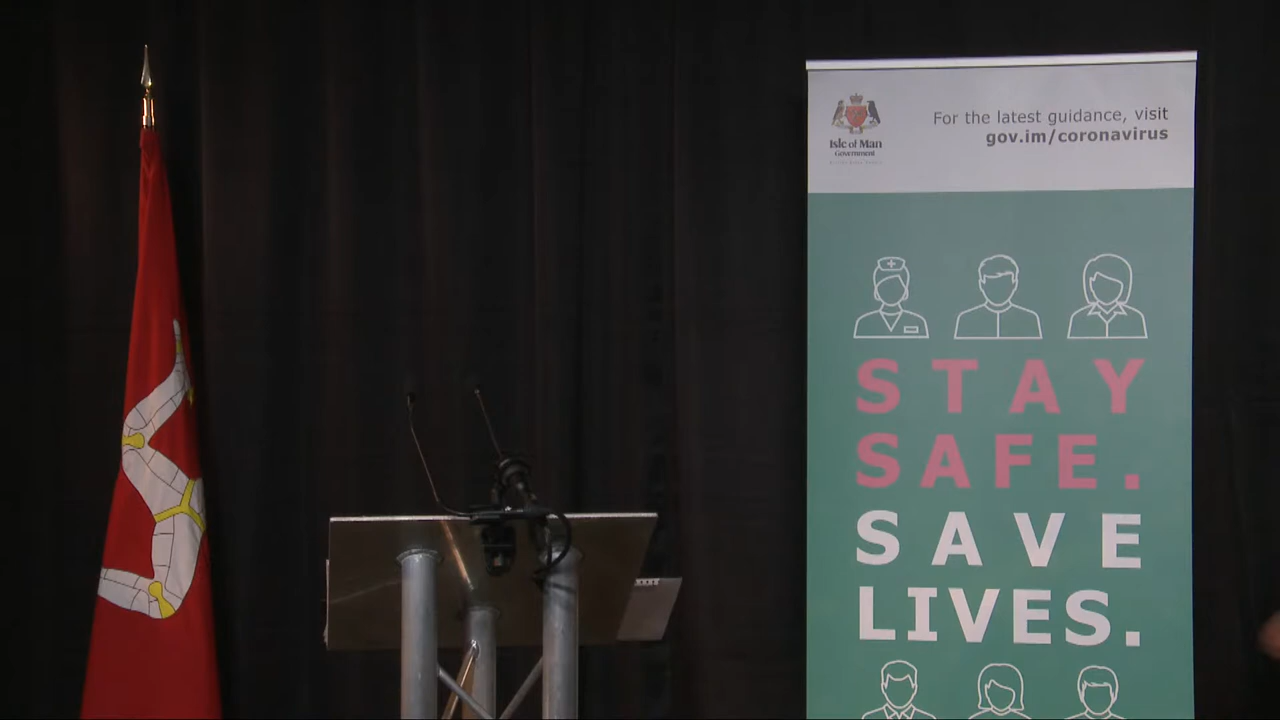 For the latest guidance, visit
gov.im/coronavirus
Isle of Man
Government
STAY
SAFE.
SAVE
LIVES.